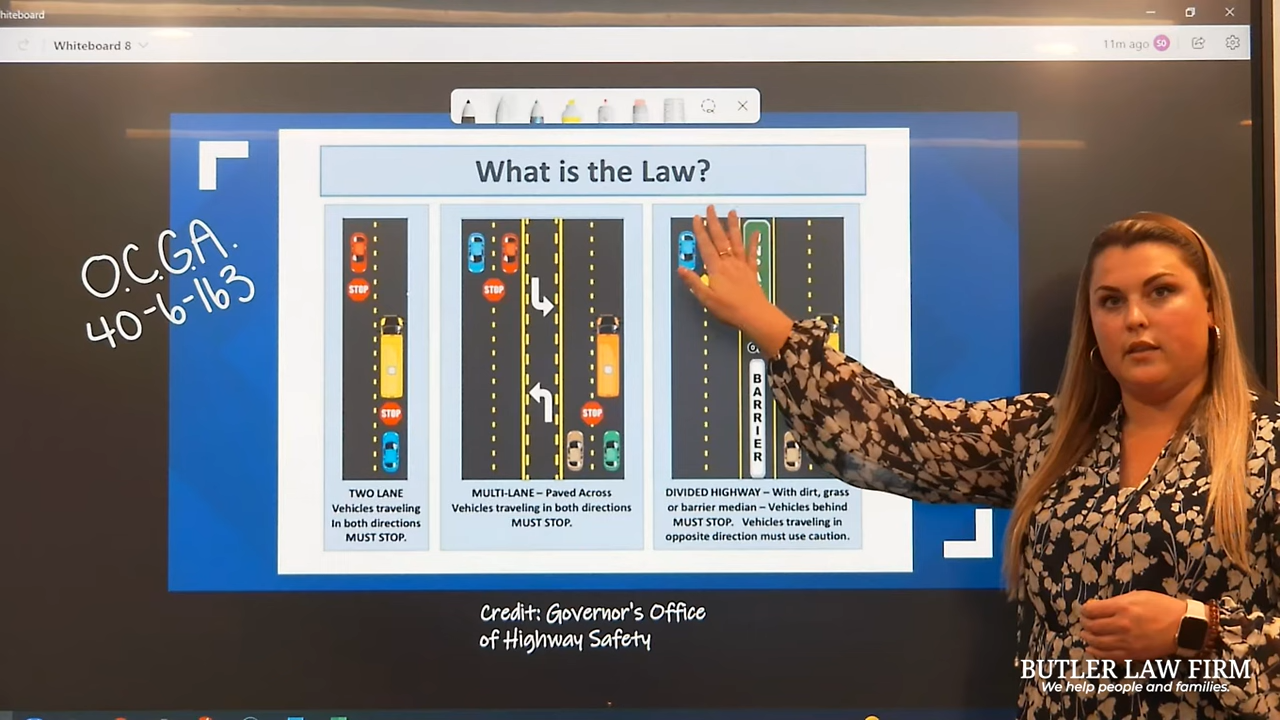 hiteboard
Whiteboard 8
11m ago SD
What is the Law?
O.C.G.A.
40-6-163
STOP
STOP
STOP
STOP
BARRIER
TWO LANE
Vehicles traveling
In both directions
MUST STOP.
MULTI-LANE – Paved Across
Vehicles traveling in both directions
MUST STOP.
DIVIDED HIGHWAY – With dirt, grass
or barrier median – Vehicles behind
MUST STOP. Vehicles traveling in
opposite direction must use caution.
Credit: Governor's Office
of Highway Safety
BUTLER LAW FIRM
We help people and families.